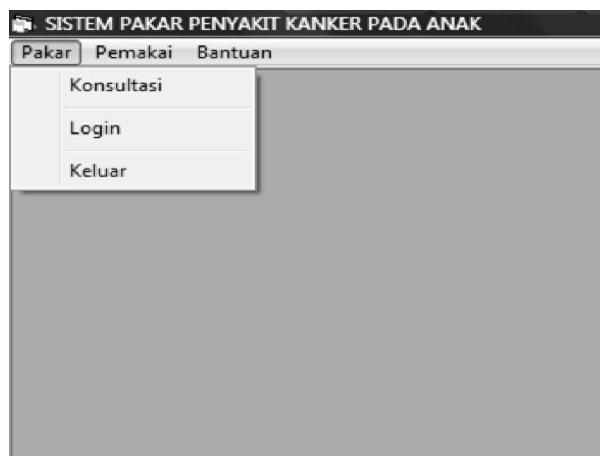 SISTEM PAKAR PENYAKIT KANKER PADA ANAK
Pakar Pemakai Bantuan
Konsultasi
Login
Keluar